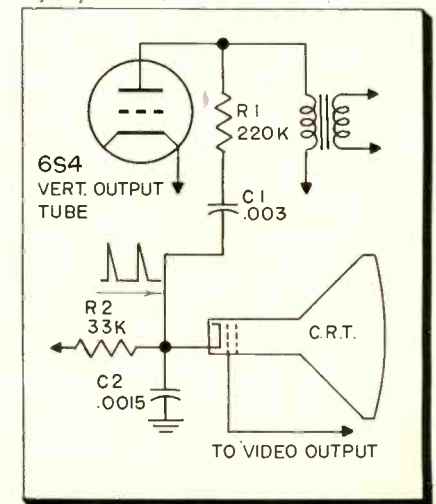 R1
220K
6S4
VERT. OUTPUT
TUBE
C1
.003
R2
33K
C2
.0015
C.R.T.
TO VIDEO OUTPUT